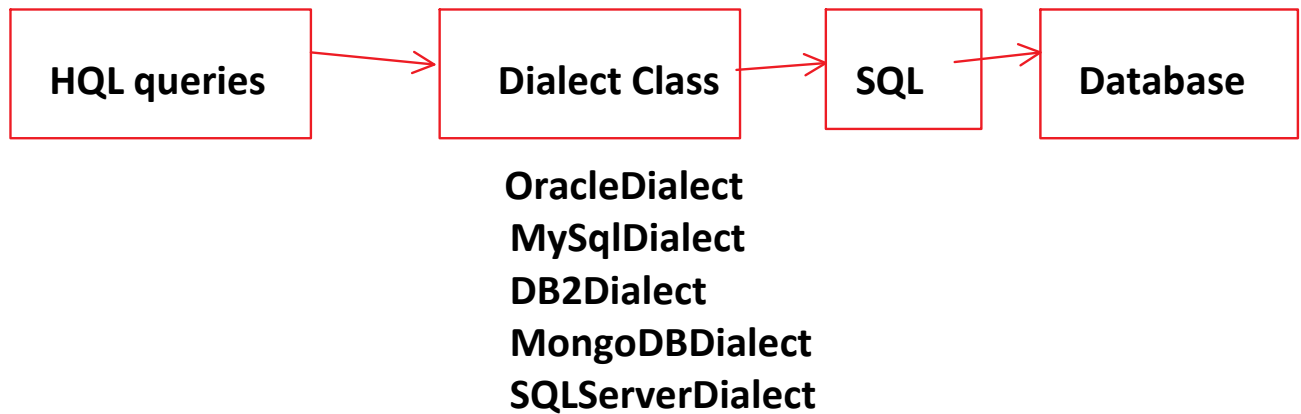 HQL queries
Dialect Class
SQL
Database
OracleDialect
MySqlDialect
DB2Dialect
MongoDBDialect
SQLServerDialect